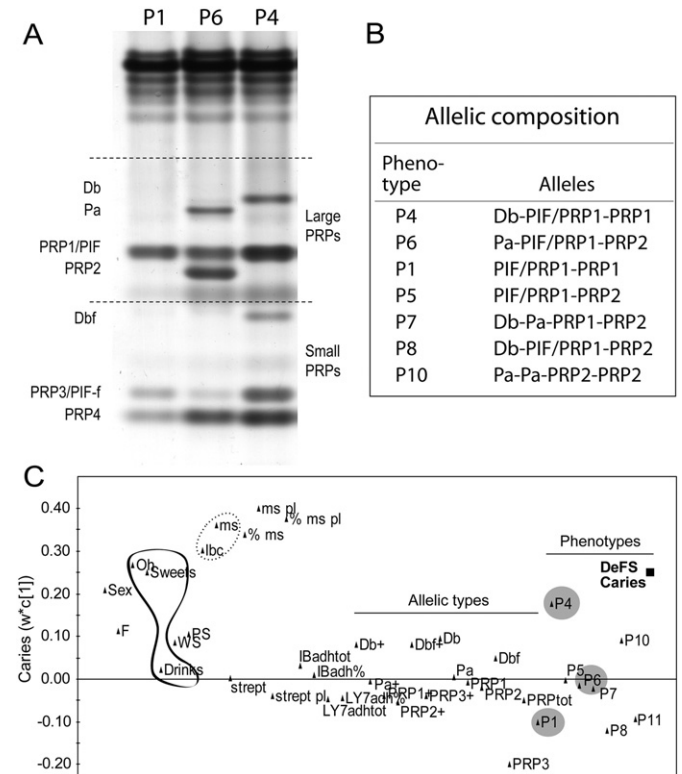 A
P1 P6 P4
Db
Pa
PRP1/PIF
PRP2
Dbf
PRP3/PIF-f
PRP4
Large
PRPs
Small
PRPs
B
Allelic composition
Pheno-
type Alleles
P4 Db-PIF/PRP1-PRP1
P6 Pa-PIF/PRP1-PRP2
P1 PIF/PRP1-PRP1
P5 PIF/PRP1-PRP2
P7 Db-Pa-PRP1-PRP2
P8 Db-PIF/PRP1-PRP2
P10 Pa-Pa-PRP2-PRP2
C
Caries (w*c[1])
0.40
0.30
0.20
0.10
0.00
-0.10
-0.20
ms pl
% ms pl
ms
% ms
lbc
Phenotypes
DeFS
Caries
Oh
Sweets
Sex
Allelic types
P4
F
PS
WS
Db+
Dbf+
Db
P10
IBadhtot
Dbf
Drinks
IBadh%
Pa
P5
strept
Pa+
PRP1
P6
strept pl
LY7adh%
PRP1+
PRP3+
PRP2
PRPtot
P7
LY7adhtot
PRP2+
P1
P11
P8
PRP3